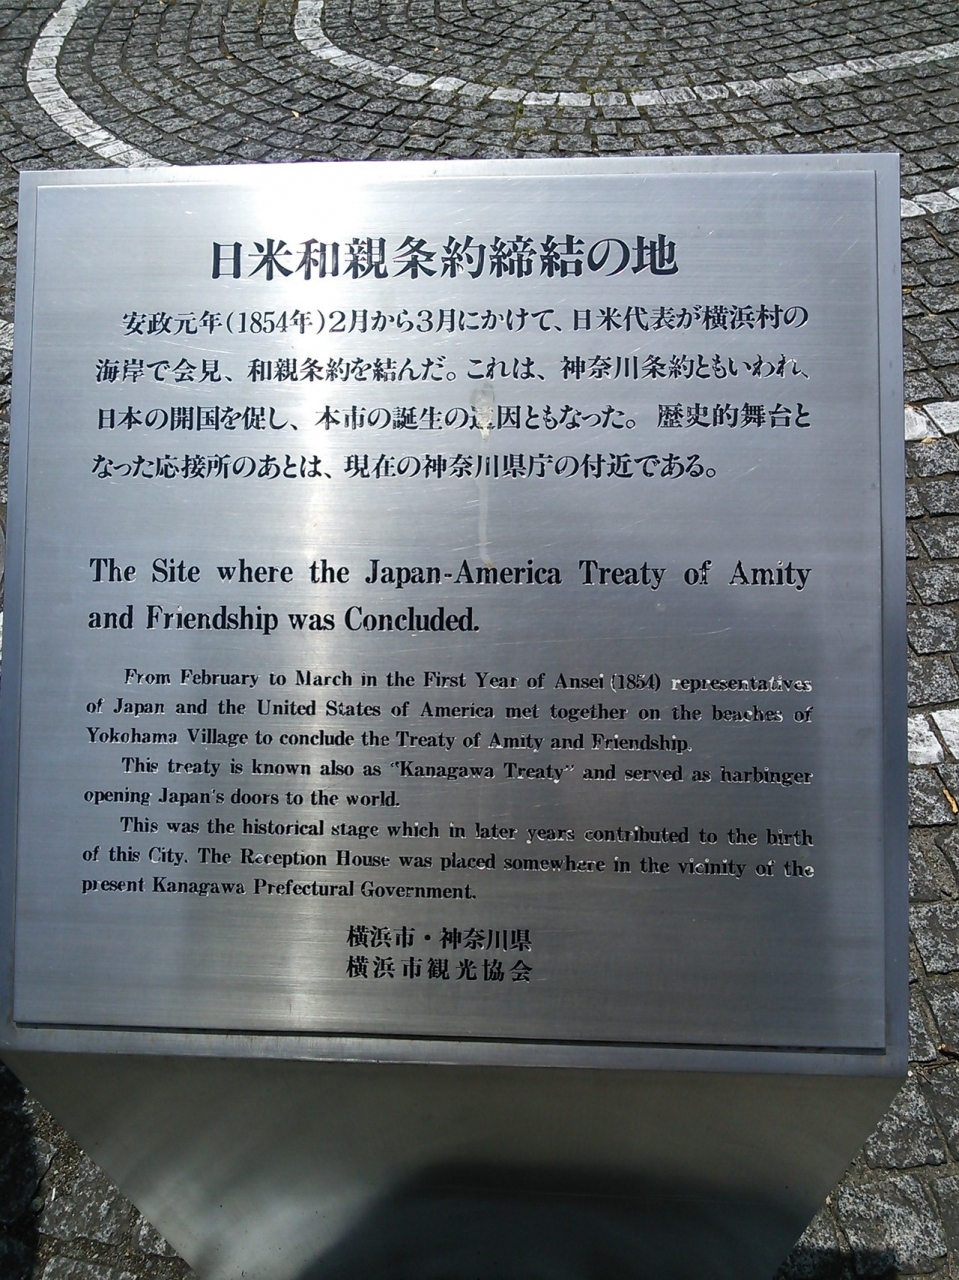 日米和親条約締結の地
安政元年(1854年)2月から3月にかけて、日米代表が横浜村の
海岸で会見、和親条約を結んだ。これは、神奈川条約ともいわれ、
日本の開国を促し、本市の誕生の遠因ともなった。歴史的舞台と
なった応接所のあとは、現在の神奈川県庁の付近である。
The Site where the Japan-America Treaty of Amity
and Friendship was Concluded.
From February to March in the First Year of Ansei (1854) representatives
of Japan and the United States of America met together on the beaches of
Yokohama Village to conclude the Treaty of Amity and Friendship.
This treaty is known also as "Kanagawa Treaty" and served as harbinger
opening Japan's doors to the world.
This was the historical stage which in later years contributed to the birth
of this City. The Reception House was placed somewhere in the vicinity of the
present Kanagawa Prefectural Government.
横浜市・神奈川県
横浜市観光協会